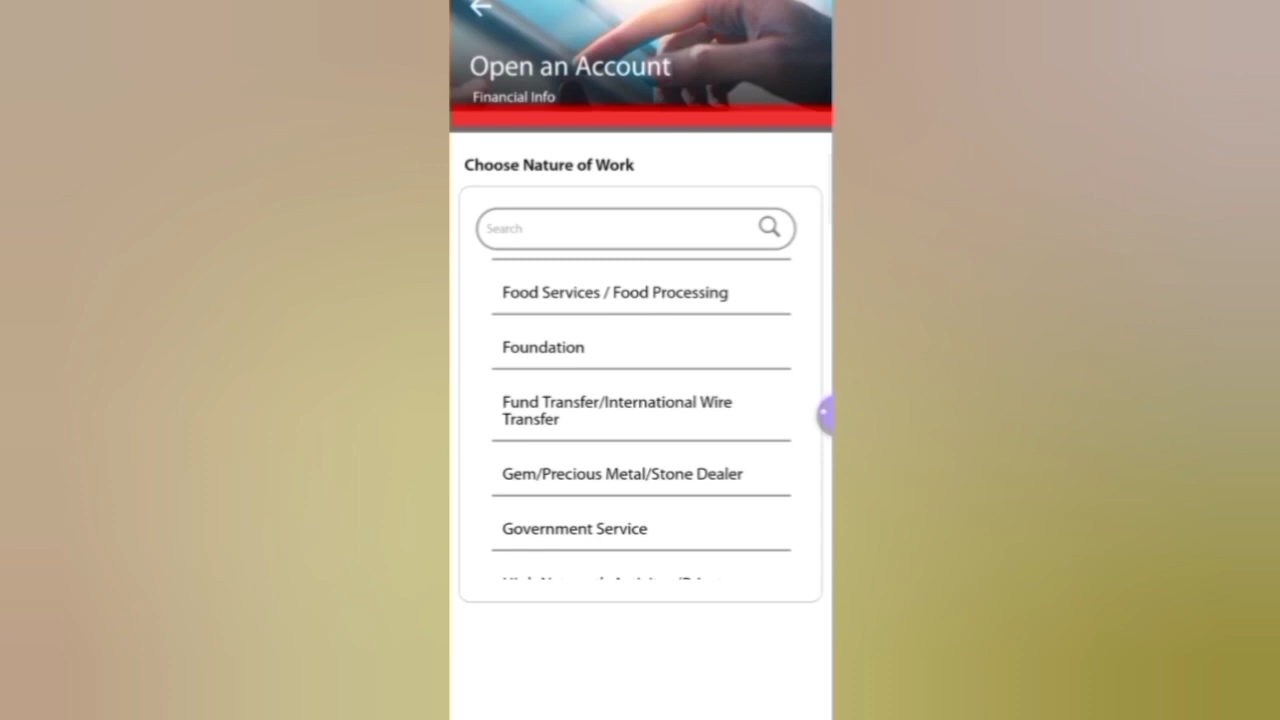 Open an Account
Financial Info
Choose Nature of Work
Search
Food Services / Food Processing
Foundation
Fund Transfer/International Wire
Transfer
Gem/Precious Metal/Stone Dealer
Government Service